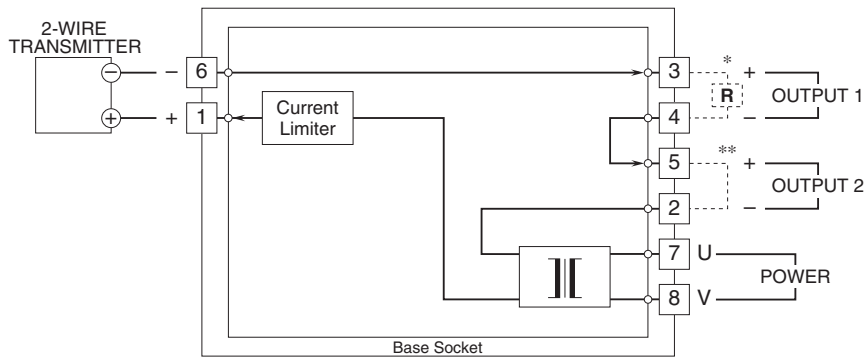 2-WIRE
TRANSMITTER
− − 6 3 * +
R OUTPUT 1
+ + 1 Current 4 −
Limiter
5 ** +
OUTPUT 2
2 −
7 U
POWER
8 V
Base Socket